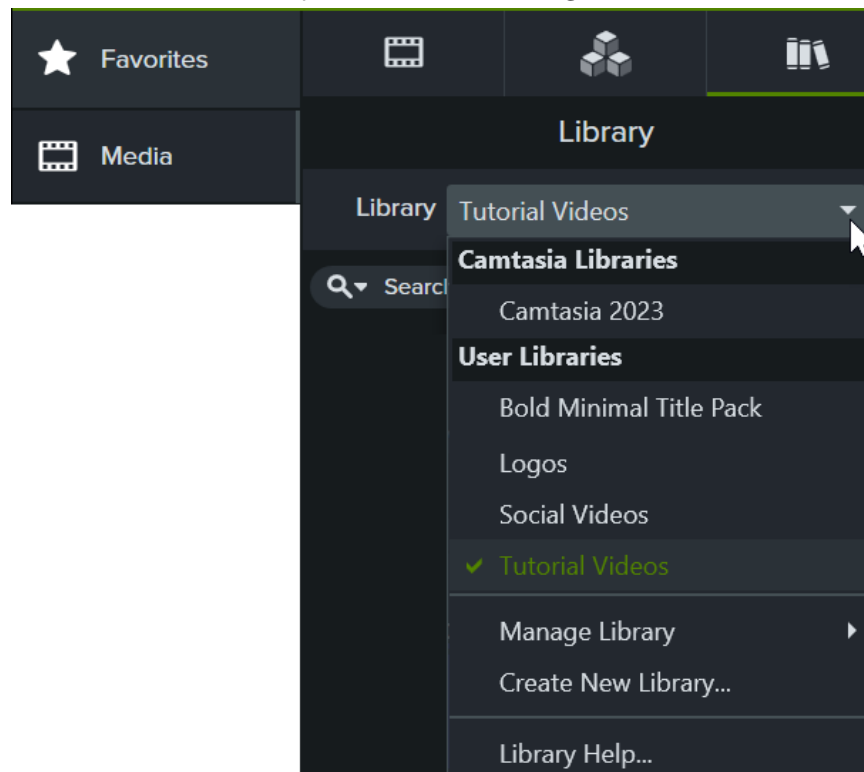 Favorites
Media
Library
Library Tutorial Videos
Camtasia Libraries
Search
Camtasia 2023
User Libraries
Bold Minimal Title Pack
Logos
Social Videos
Tutorial Videos
Manage Library
Create New Library...
Library Help...